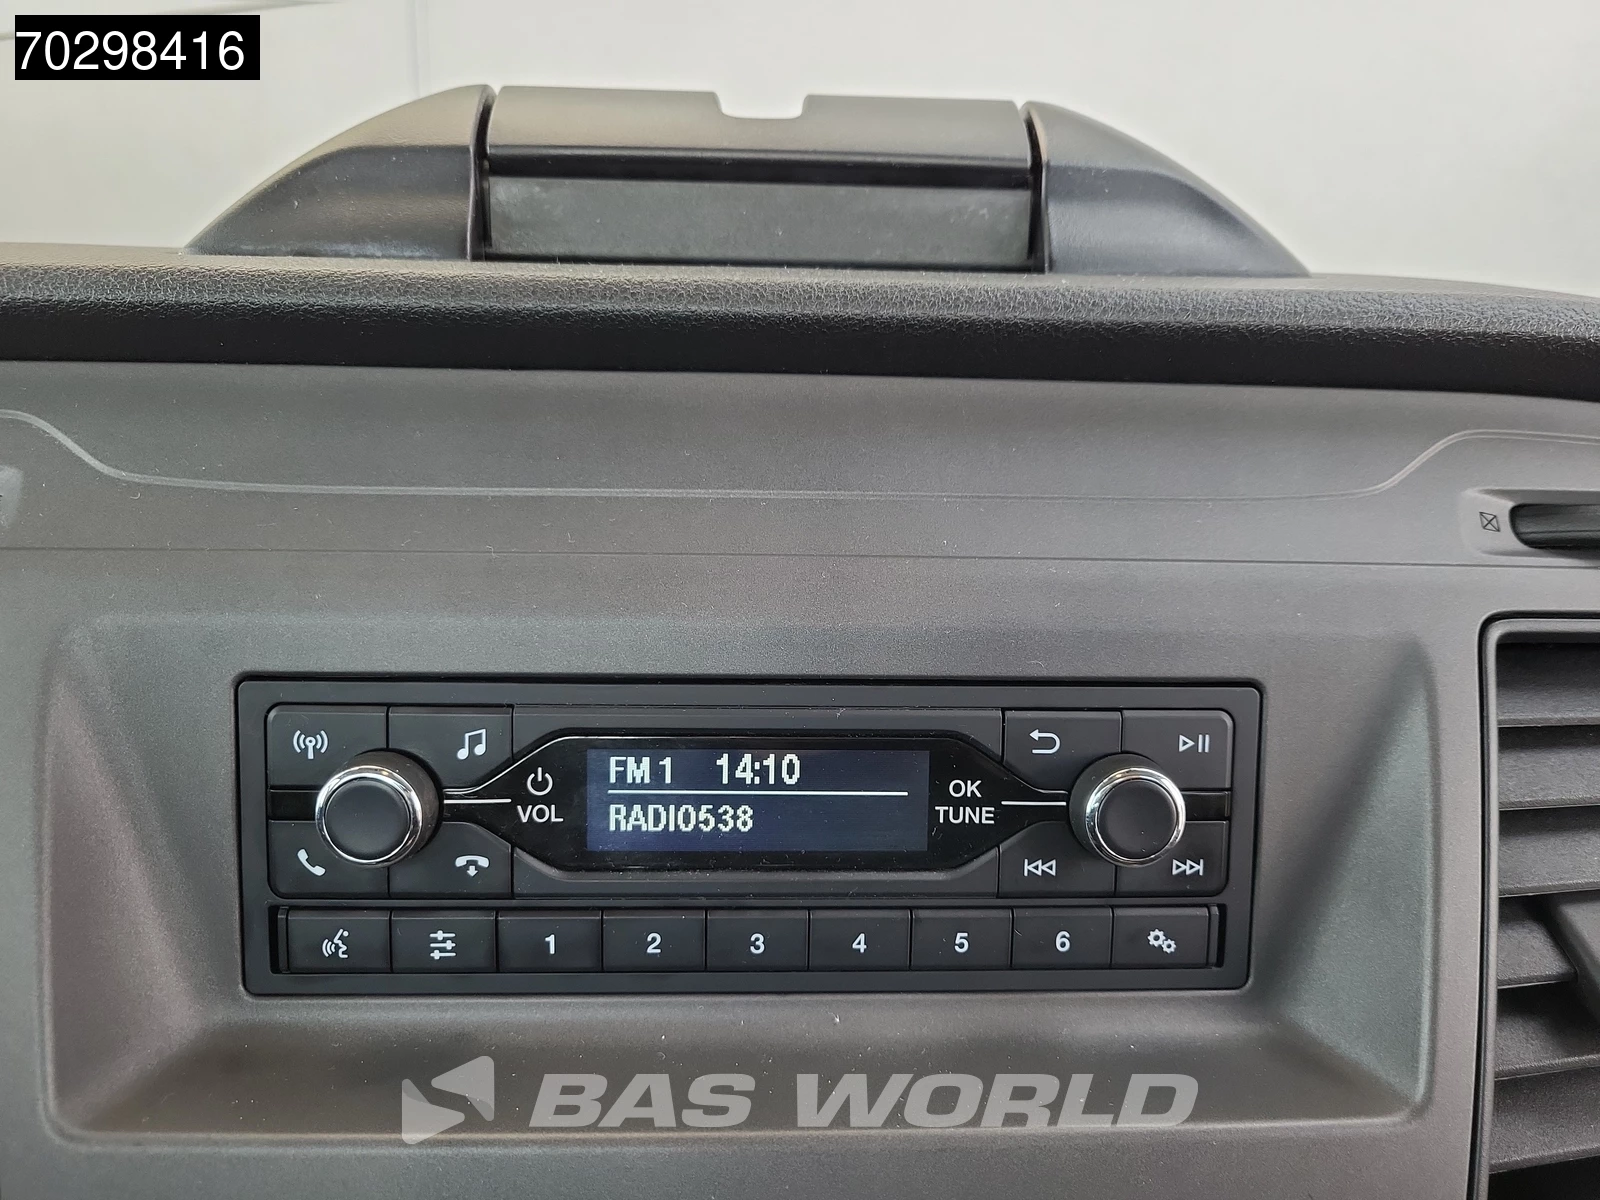 70298416
FM 1 14:10
RADIO538
VOL
OK
TUNE
1 2 3 4 5 6
BAS WORLD